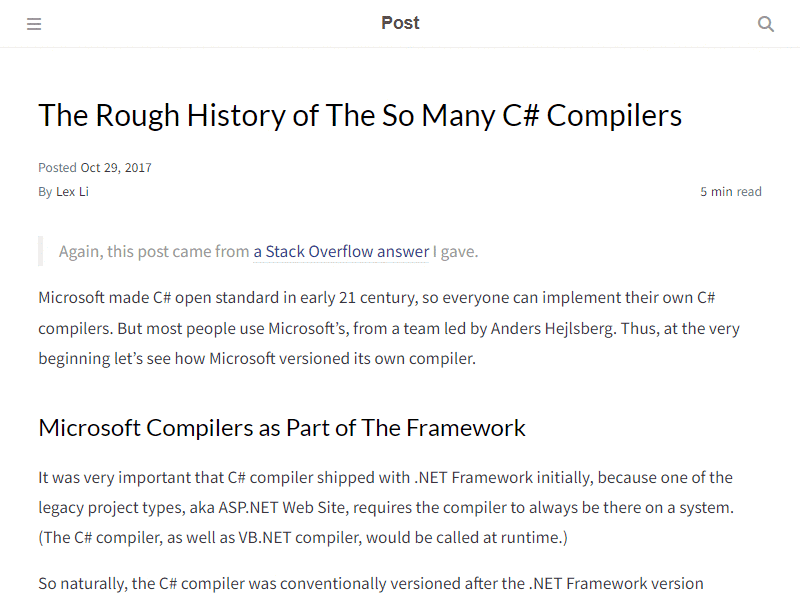 Post
The Rough History of The So Many C# Compilers
Posted Oct 29, 2017
By Lex Li
5 min read
Again, this post came from a Stack Overflow answer I gave.
Microsoft made C# open standard in early 21 century, so everyone can implement their own C#
compilers. But most people use Microsoft’s, from a team led by Anders Hejlsberg. Thus, at the very
beginning let’s see how Microsoft versioned its own compiler.
Microsoft Compilers as Part of The Framework
It was very important that C# compiler shipped with .NET Framework initially, because one of the
legacy project types, aka ASP.NET Web Site, requires the compiler to always be there on a system.
(The C# compiler, as well as VB.NET compiler, would be called at runtime.)
So naturally, the C# compiler was conventionally versioned after the .NET Framework version